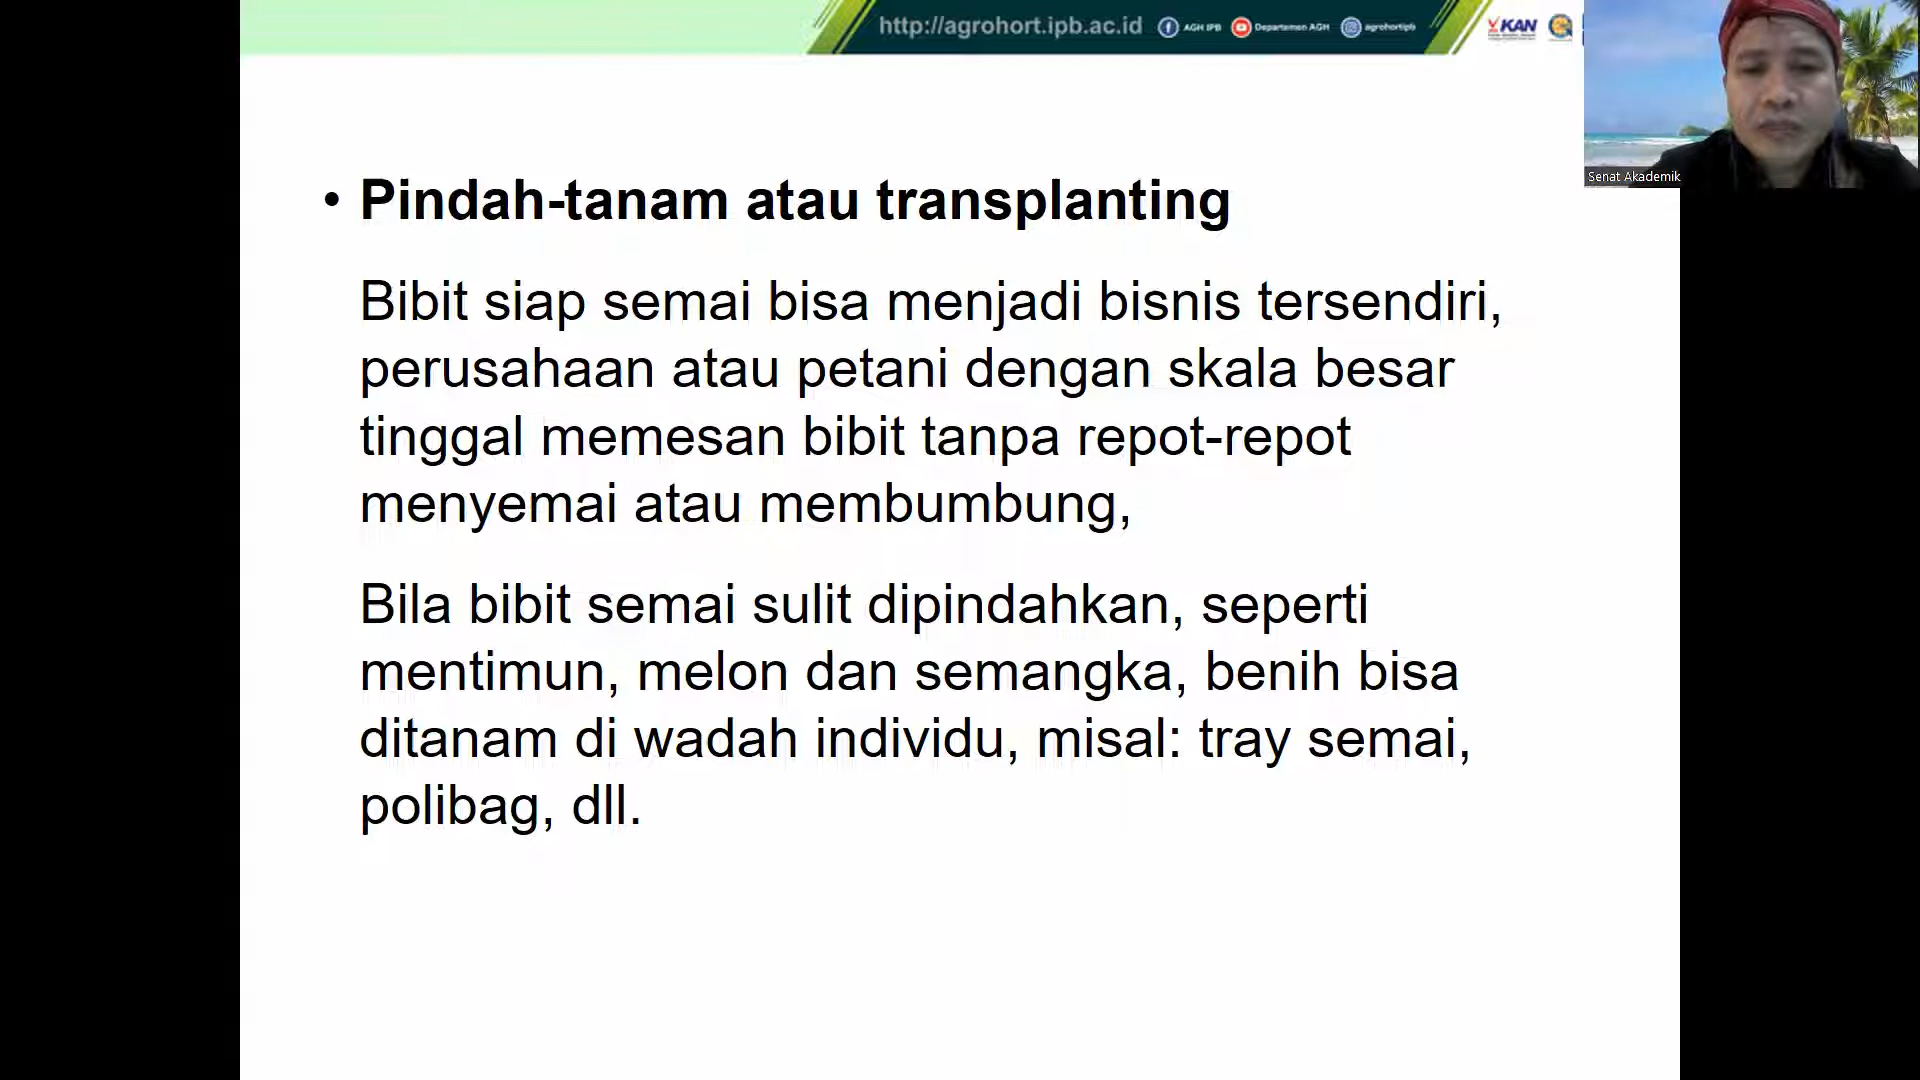 http://agrohort.ipb.ac.id
AGH IPB
Departemen AGH
agrohortipb
KAN
Senat Akademik
• Pindah-tanam atau transplanting
Bibit siap semai bisa menjadi bisnis tersendiri,
perusahaan atau petani dengan skala besar
tinggal memesan bibit tanpa repot-repot
menyemai atau membumbung,
Bila bibit semai sulit dipindahkan, seperti
mentimun, melon dan semangka, benih bisa
ditanam di wadah individu, misal: tray semai,
polibag, dll.